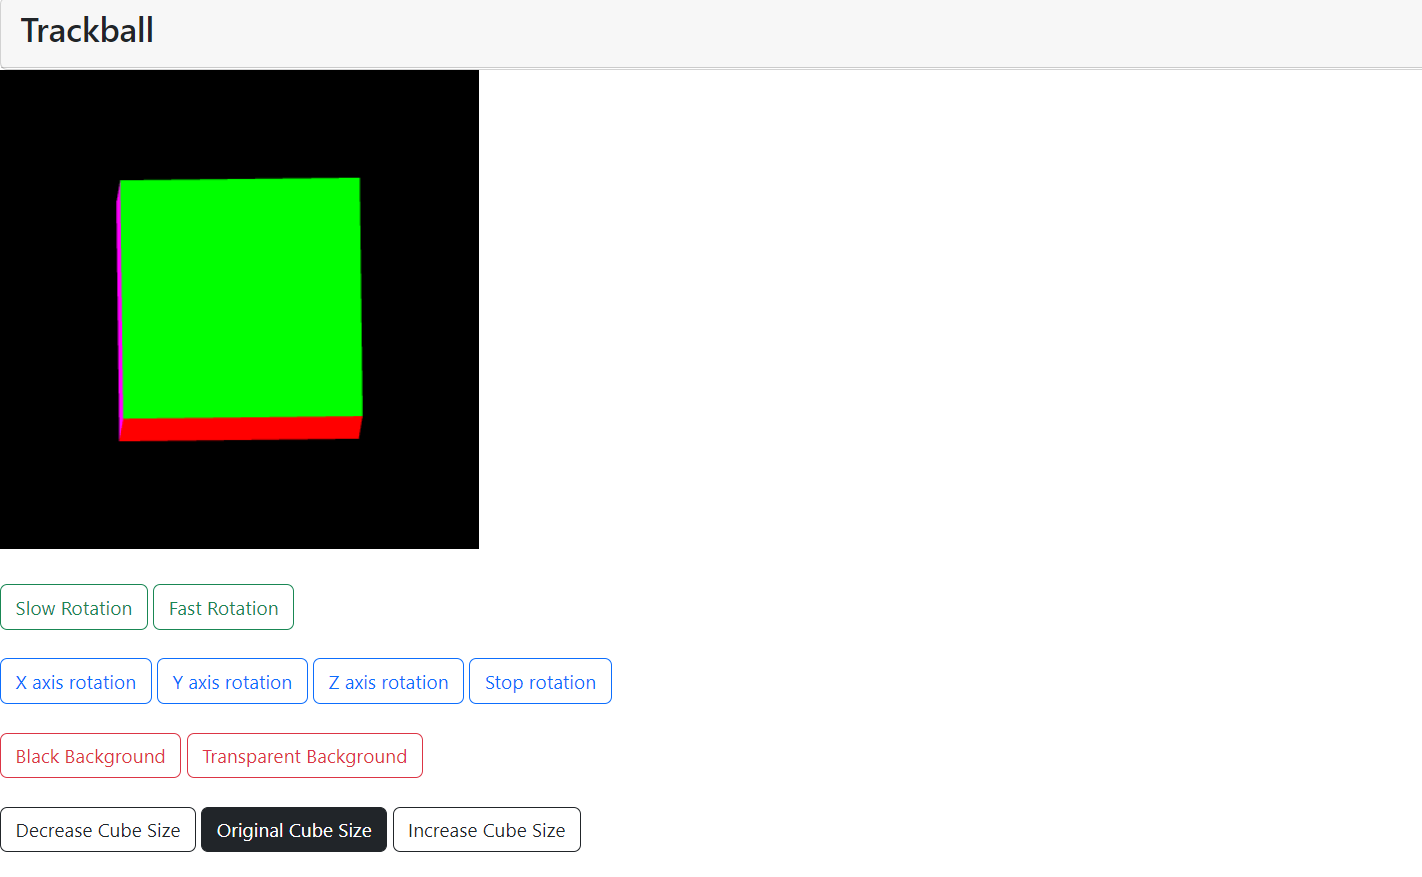 Trackball
Slow Rotation Fast Rotation
X axis rotation Y axis rotation Z axis rotation Stop rotation
Black Background Transparent Background
Decrease Cube Size Original Cube Size Increase Cube Size